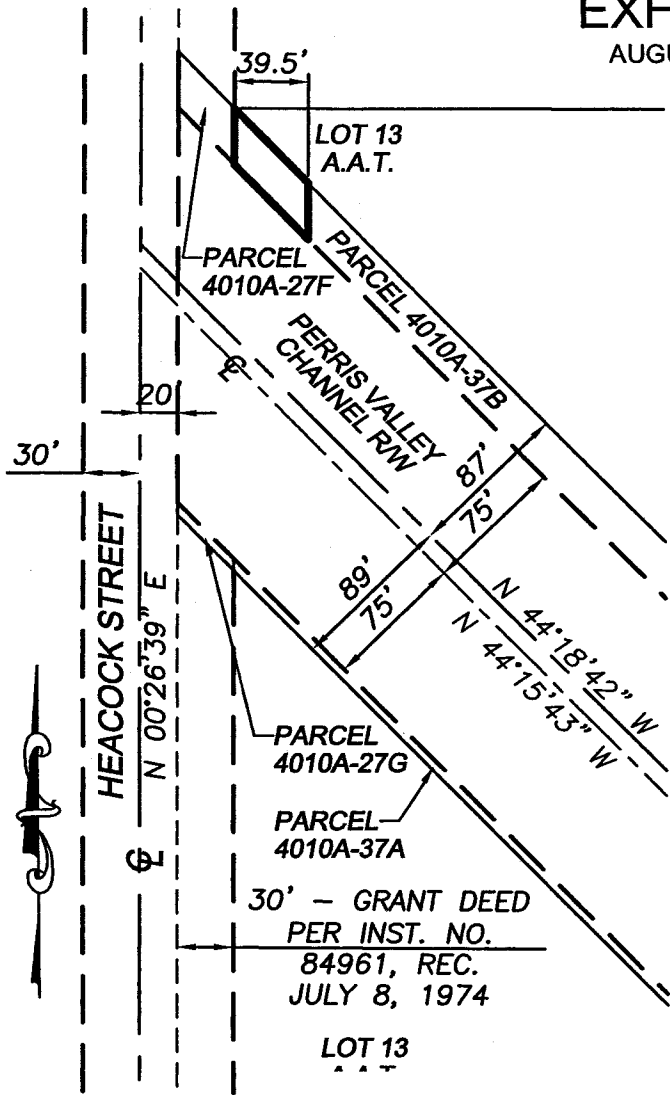 EXH
AUGU
39.5'
LOT 13
A.A.T.
PARCEL
4010A-27F
PARCEL 4010A-37B
PERRIS VALLEY
CHANNEL R/W
℄
20'
30'
87'
75'
89'
75'
HEACOCK STREET
N 00°26'39" E
N 44°18'42" W
N 44°15'43" W
℄
PARCEL
4010A-27G
PARCEL
4010A-37A
30' - GRANT DEED
PER INST. NO.
84961, REC.
JULY 8, 1974
LOT 13